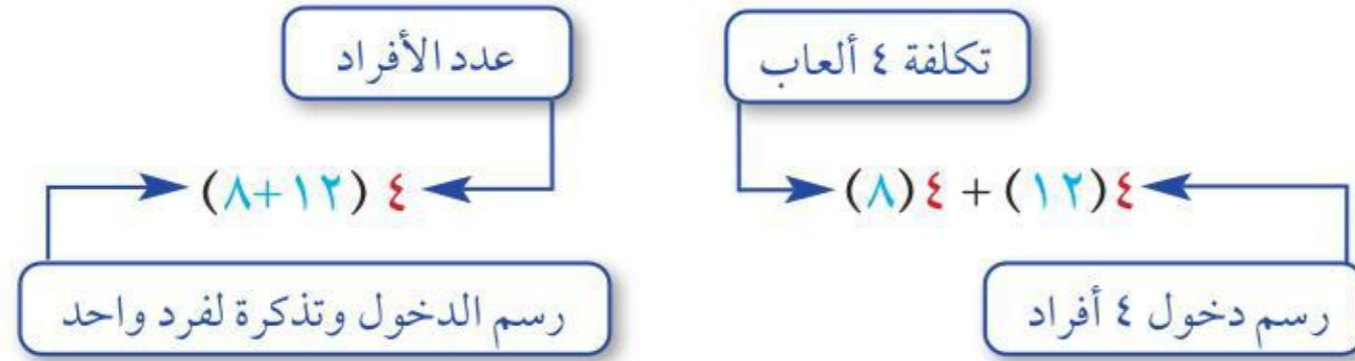 تكلفة ٤ ألعاب
٤(١٢) + ٤(٨)
رسم دخول ٤ أفراد
عدد الأفراد
٤ (١٢+٨)
رسم الدخول وتذكرة لفرد واحد